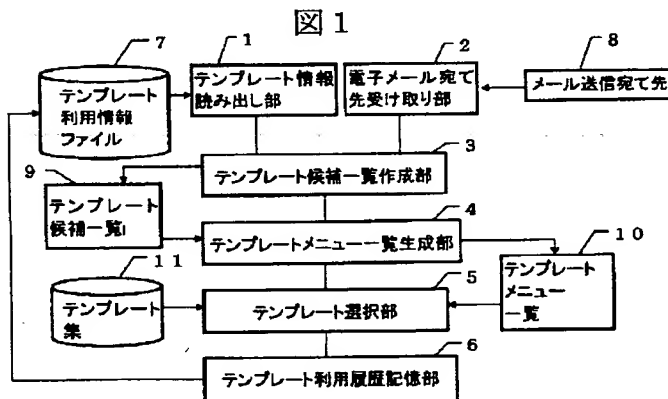 図1
7
1
2
8
テンプレート
利用情報
ファイル
テンプレート情報
読み出し部
電子メール宛て
先受け取り部
メール送信宛て先
3
テンプレート候補一覧作成部
9
テンプレート
候補一覧
4
テンプレートメニュー一覧生成部
10
テンプレート
メニュー
一覧
11
テンプレート
集
5
テンプレート選択部
6
テンプレート利用履歴記憶部